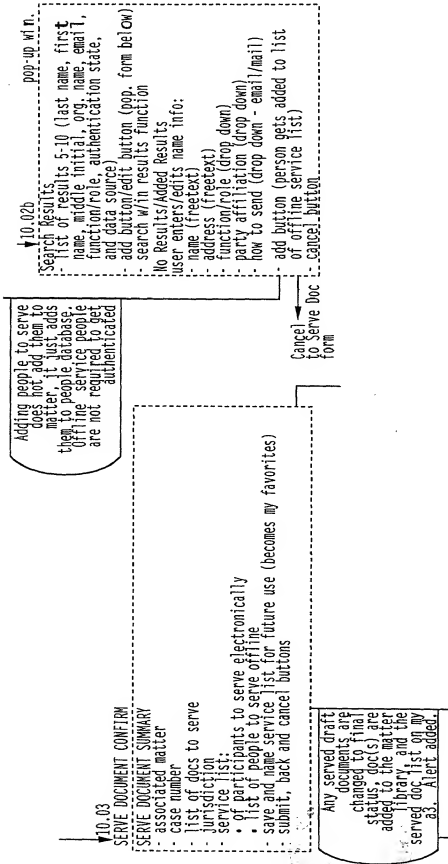 10.02b
pop-up win.
Search Results
- list of results 5-10 (last name, first
name, middle initial, org. name, email,
function/role, authentication state,
and data source)
- add button/edit button (pop. form below)
- search w/in results function
No Results/Added Results
user enters/edits name info:
- name (freetext)
- address (freetext)
- function/role (drop down)
- party affiliation (drop down)
- how to send (drop down - email/mail)
- add button (person gets added to list
of offline service list)
- cancel button
Adding people to serve
does not add them to
matter, it just adds
them to people database.
Offline service people
are not required to get
authenticated
Cancel
to Serve Doc
form
10.03
SERVE DOCUMENT CONFIRM
SERVE DOCUMENT SUMMARY
- associated matter
- case number
- list of docs to serve
- jurisdiction
- service list:
• of participants to serve electronically
• list of people to serve offline
- save and name service list for future use (becomes my favorites)
- submit, back and cancel buttons
Any served draft
documents are
changed to final
status, doc(s) are
added to the matter
library, and the
served doc list on my
a3. Alert added.